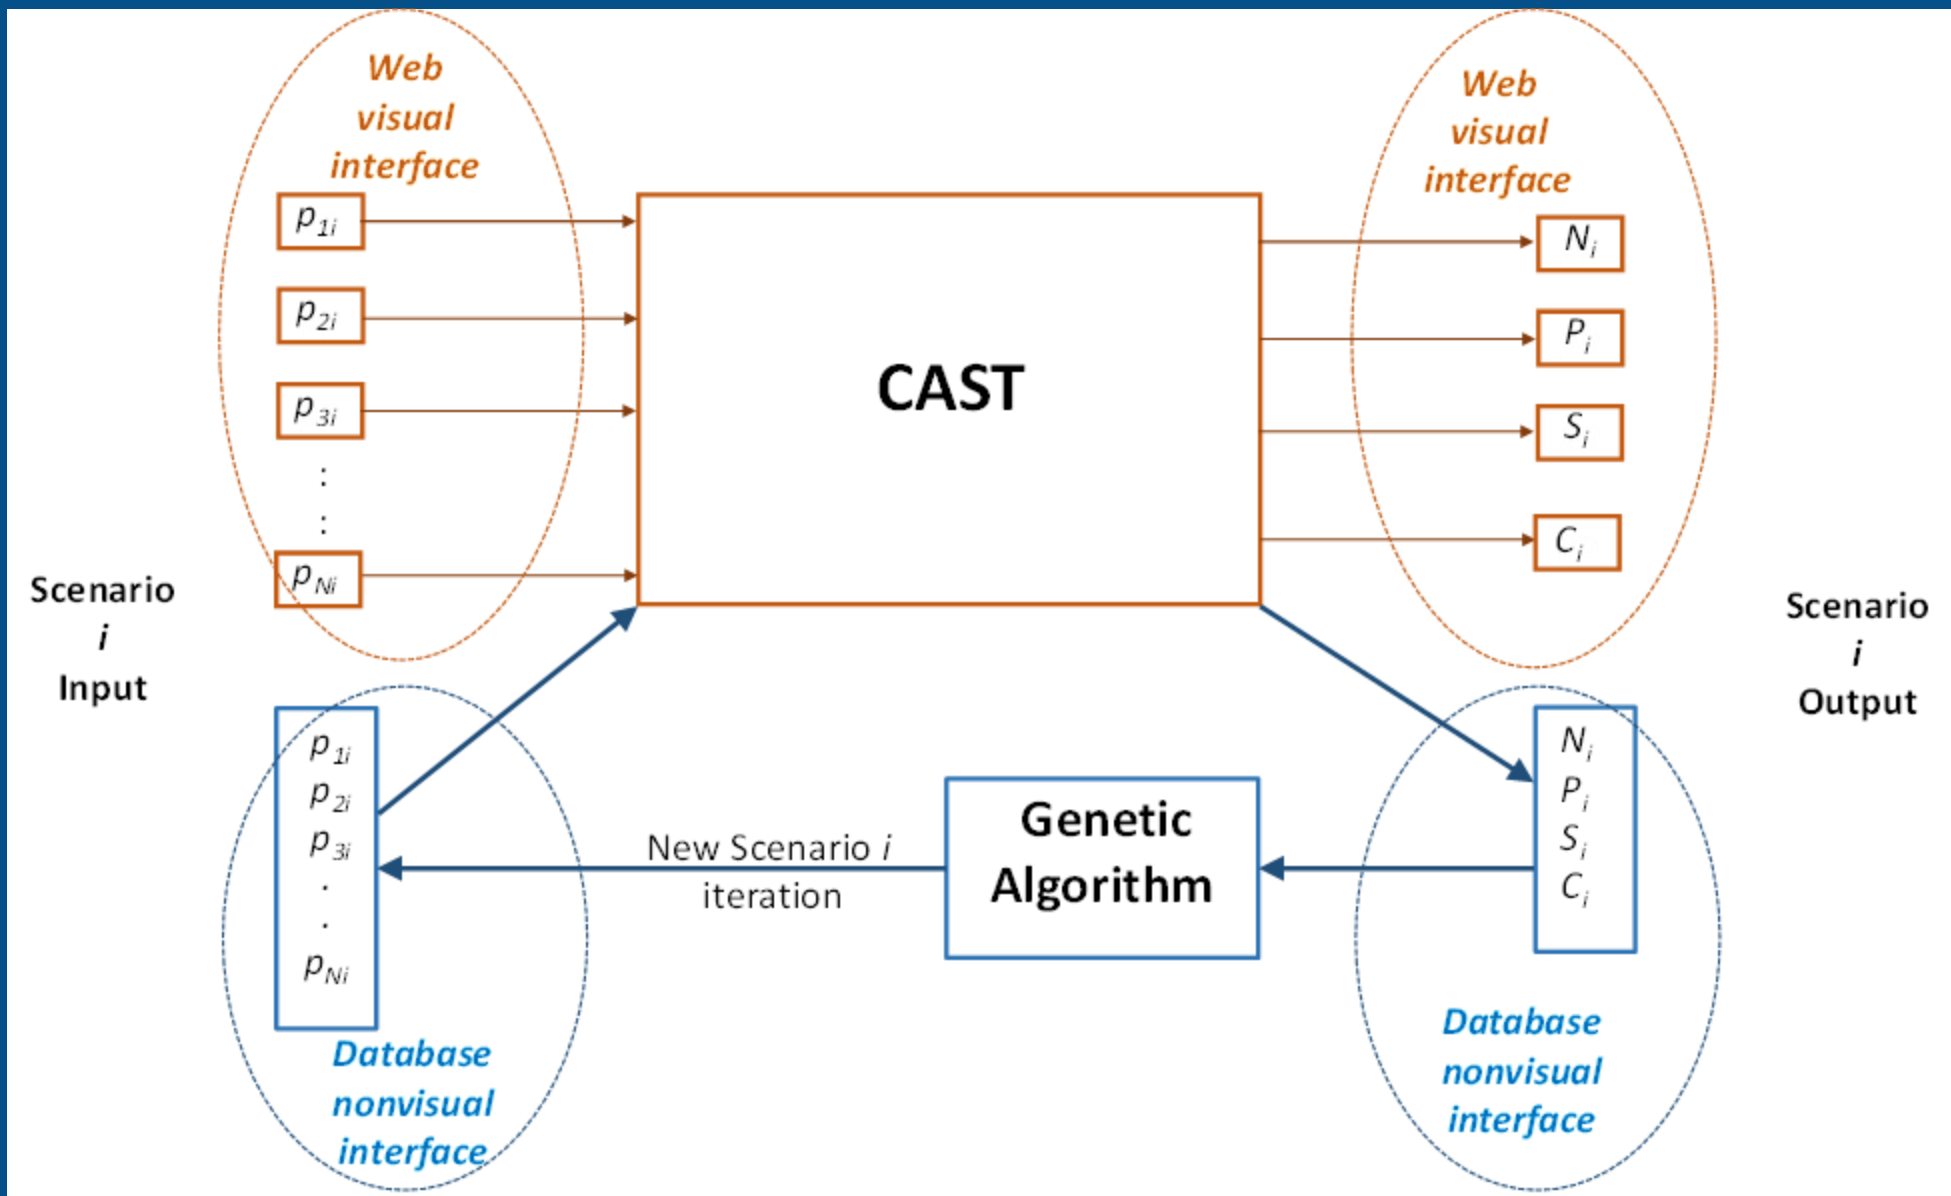 Web
visual
interface
p1i
p2i
p3i
:
:
pNi
Scenario
i
Input
CAST
Web
visual
interface
Ni
Pi
Si
Ci
Scenario
i
Output
p1i
p2i
p3i
.
.
pNi
Database
nonvisual
interface
New Scenario i
iteration
Genetic
Algorithm
Ni
Pi
Si
Ci
Database
nonvisual
interface